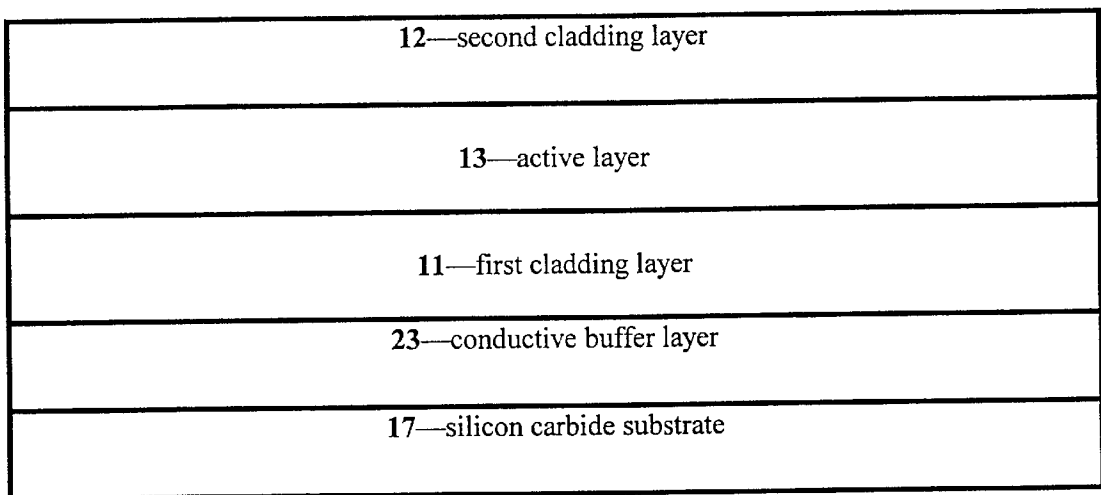 12—second cladding layer
13—active layer
11—first cladding layer
23—conductive buffer layer
17—silicon carbide substrate